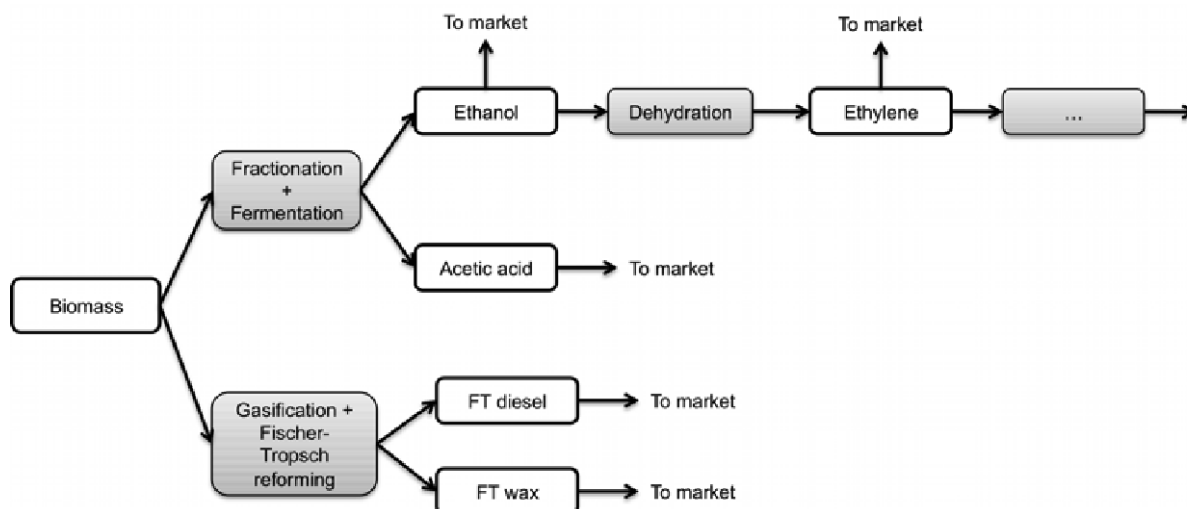 To market
To market
Ethanol
Dehydration
Ethylene
...
Fractionation
+
Fermentation
Acetic acid
To market
Biomass
Gasification +
Fischer-
Tropsch
reforming
FT diesel
To market
FT wax
To market